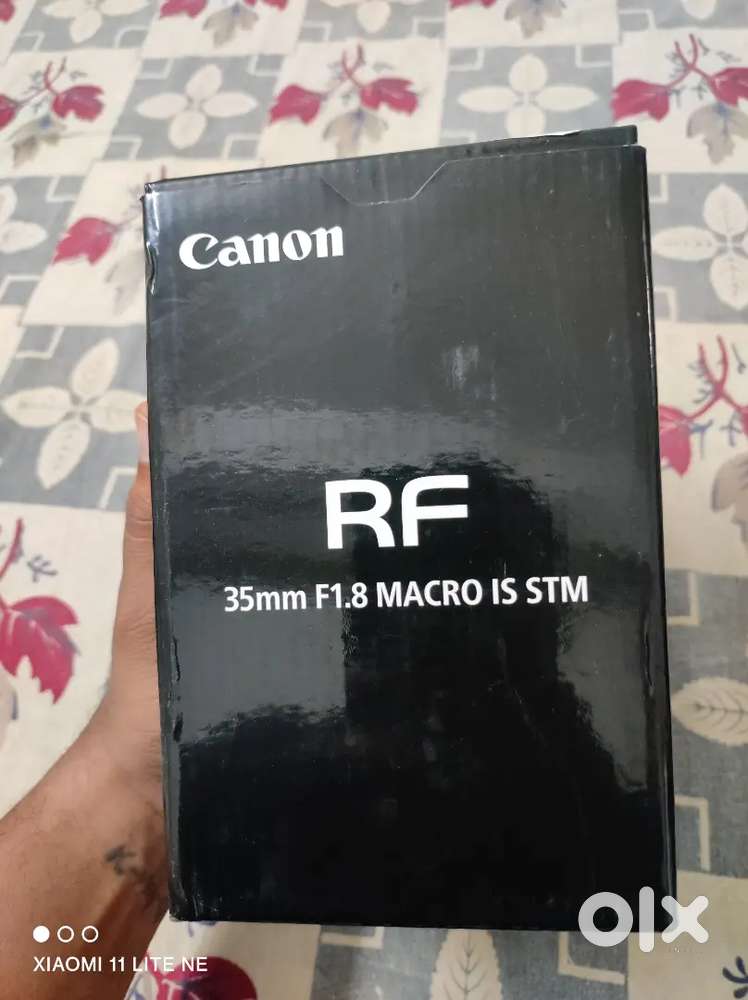 Canon
RF
35mm F1.8 MACRO IS STM
olx
XIAOMI 11 LITE NE